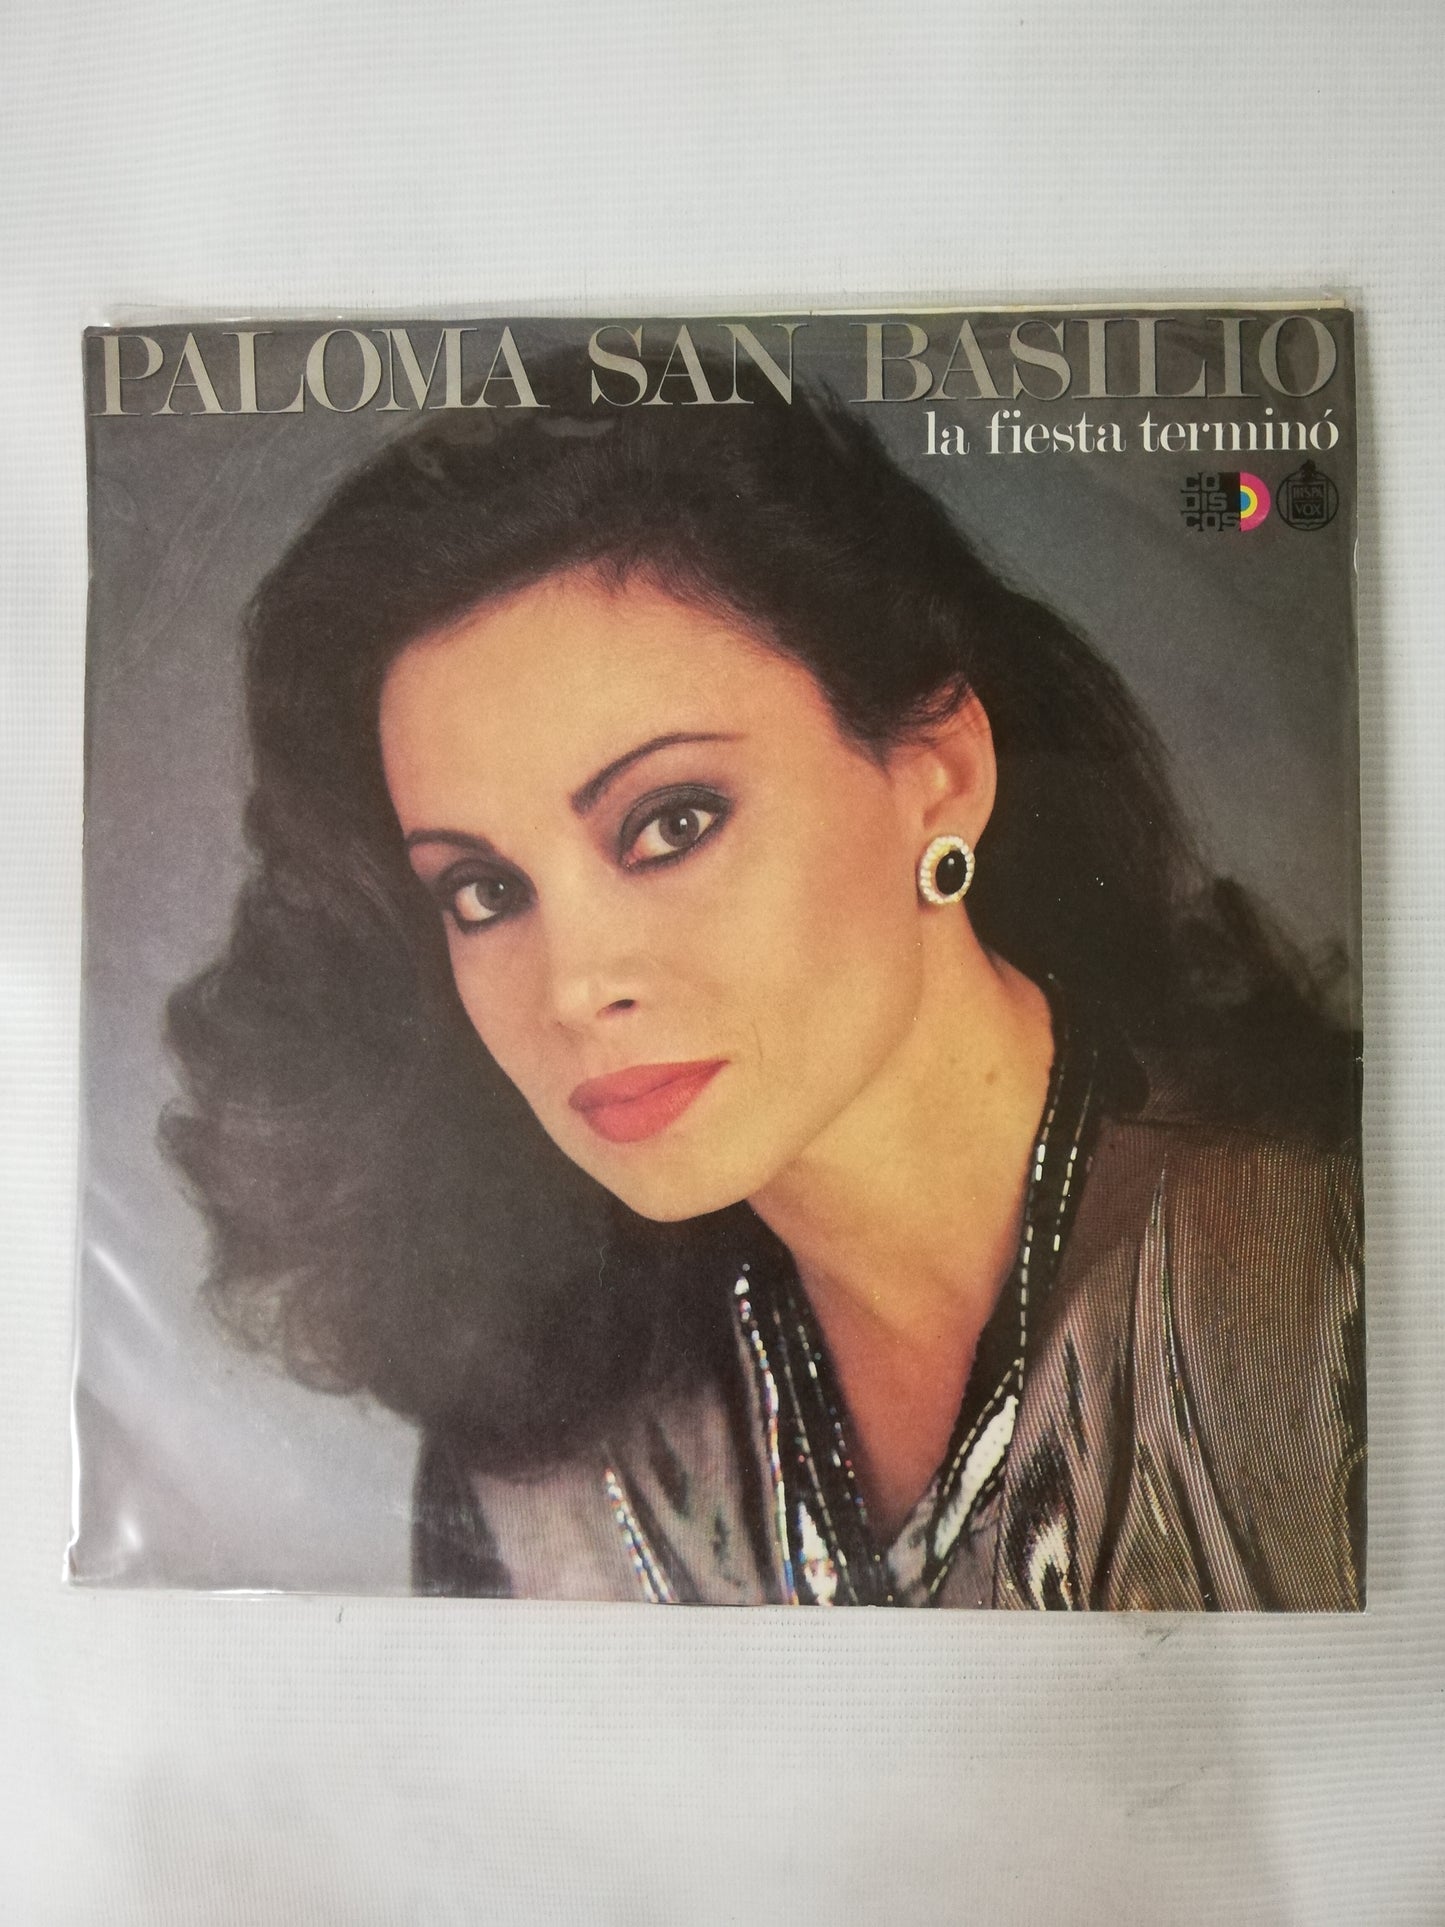 PALOMA SAN BASILIO
la fiesta terminó
CO
DIS
COS
HISPA
VOX